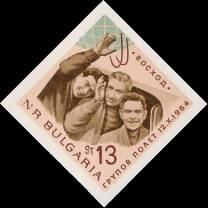 •ВОСХОД•
NR BULGARIA
ST 13
ГРУПОВ ПОЛЕТ 12.X.1964